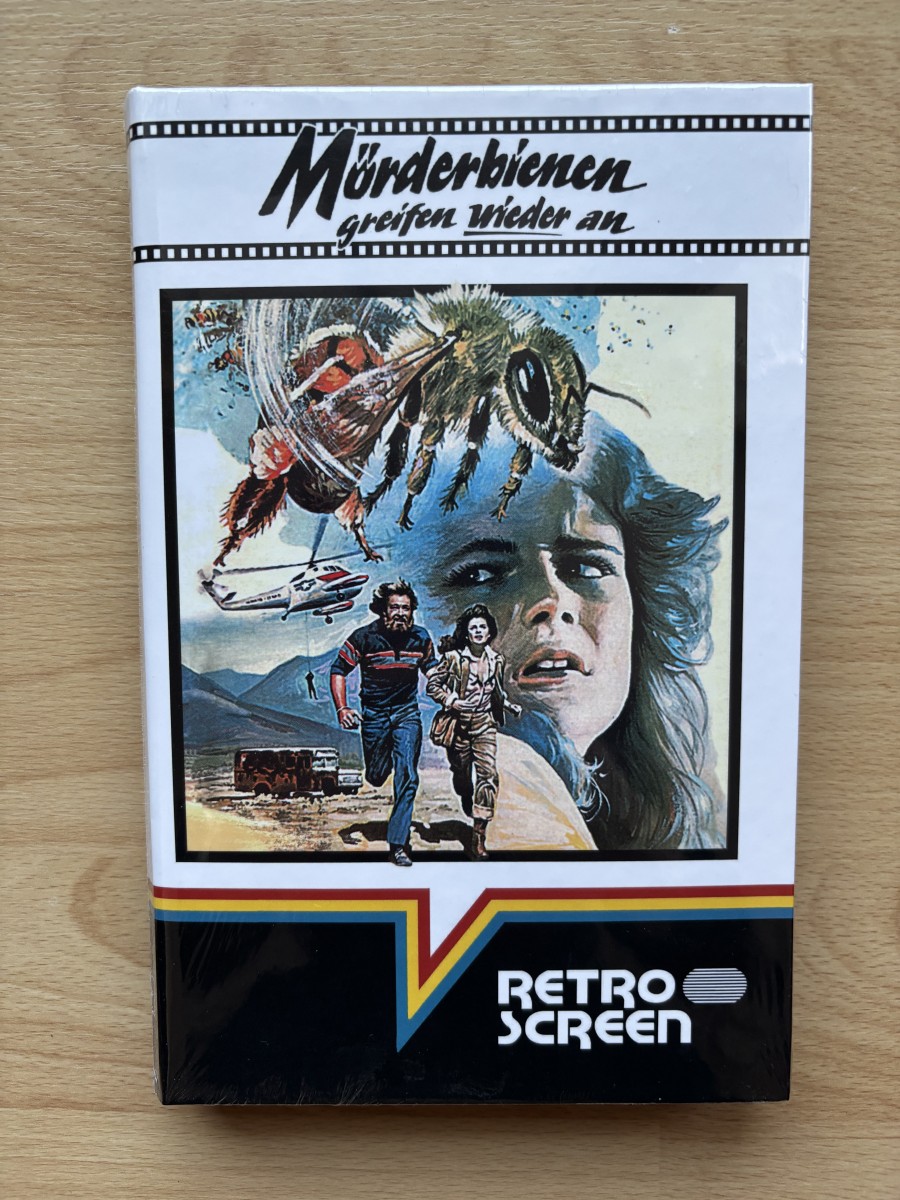 Mörderbienen
greifen wieder an
RETRO
SCREEN